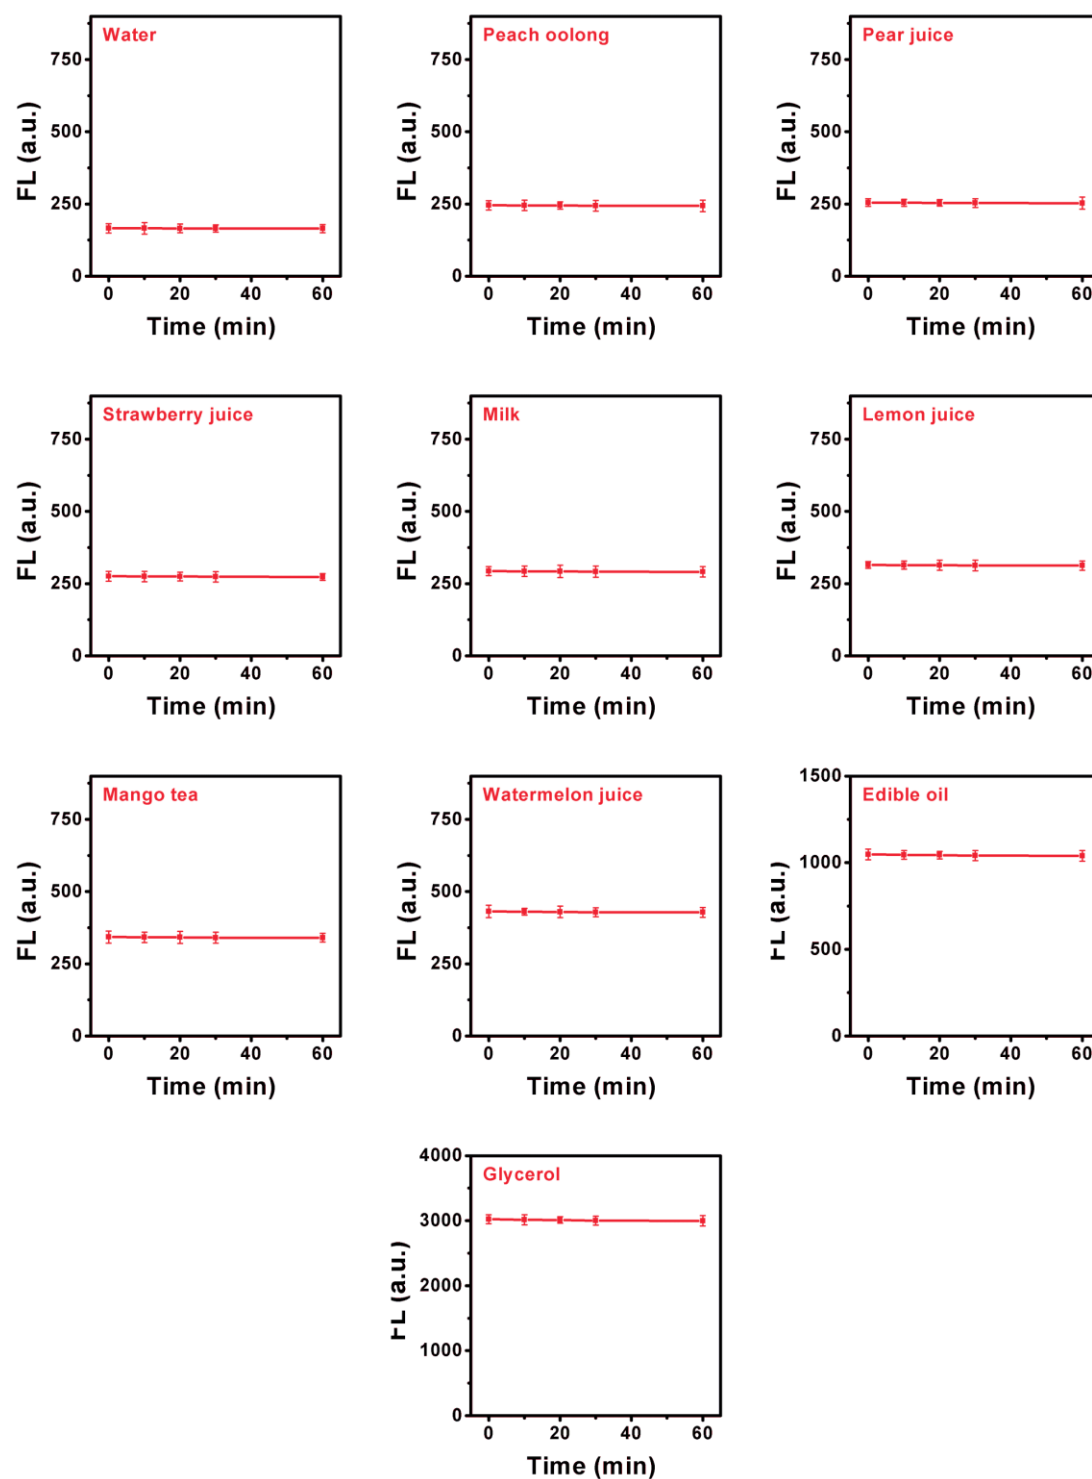 Water
750
500
250
0
FL (a.u.)
0 20 40 60
Time (min)
Peach oolong
750
500
250
0
FL (a.u.)
0 20 40 60
Time (min)
Pear juice
750
500
250
0
FL (a.u.)
0 20 40 60
Time (min)
Strawberry juice
750
500
250
0
FL (a.u.)
0 20 40 60
Time (min)
Milk
750
500
250
0
FL (a.u.)
0 20 40 60
Time (min)
Lemon juice
750
500
250
0
FL (a.u.)
0 20 40 60
Time (min)
Mango tea
750
500
250
0
FL (a.u.)
0 20 40 60
Time (min)
Watermelon juice
750
500
250
0
FL (a.u.)
0 20 40 60
Time (min)
Edible oil
1500
1000
500
0
FL (a.u.)
0 20 40 60
Time (min)
Glycerol
4000
3000
2000
1000
0
FL (a.u.)
0 20 40 60
Time (min)